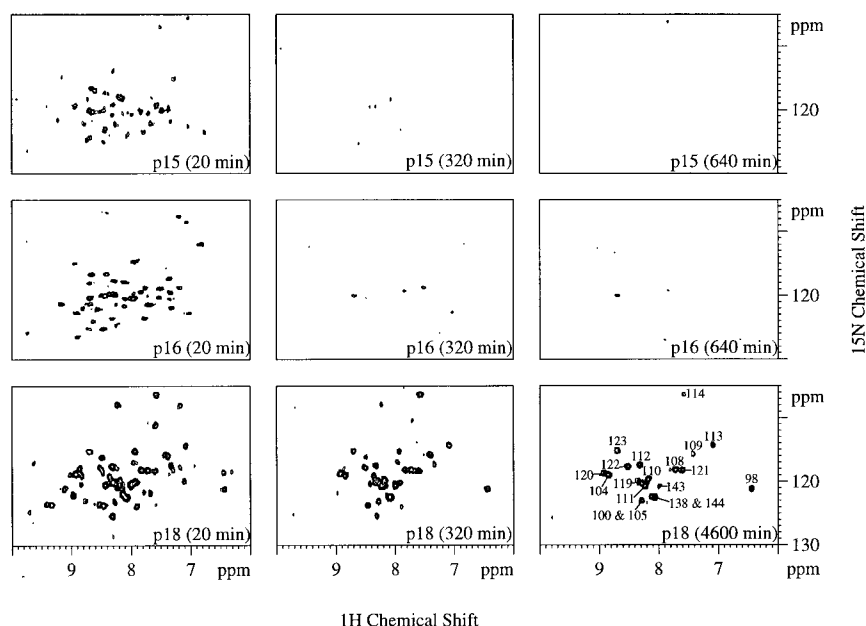 ppm
120
p15 (20 min)
p15 (320 min)
p15 (640 min)
ppm
120
p16 (20 min)
p16 (320 min)
p16 (640 min)
15N Chemical Shift
ppm
114
123
112
109
113
108
122
110
120
121
98
104
119
120
143
111
138 & 144
100 & 105
p18 (20 min)
p18 (320 min)
p18 (4600 min)
130
9 8 7 ppm
9 8 7 ppm
9 8 7 ppm
1H Chemical Shift